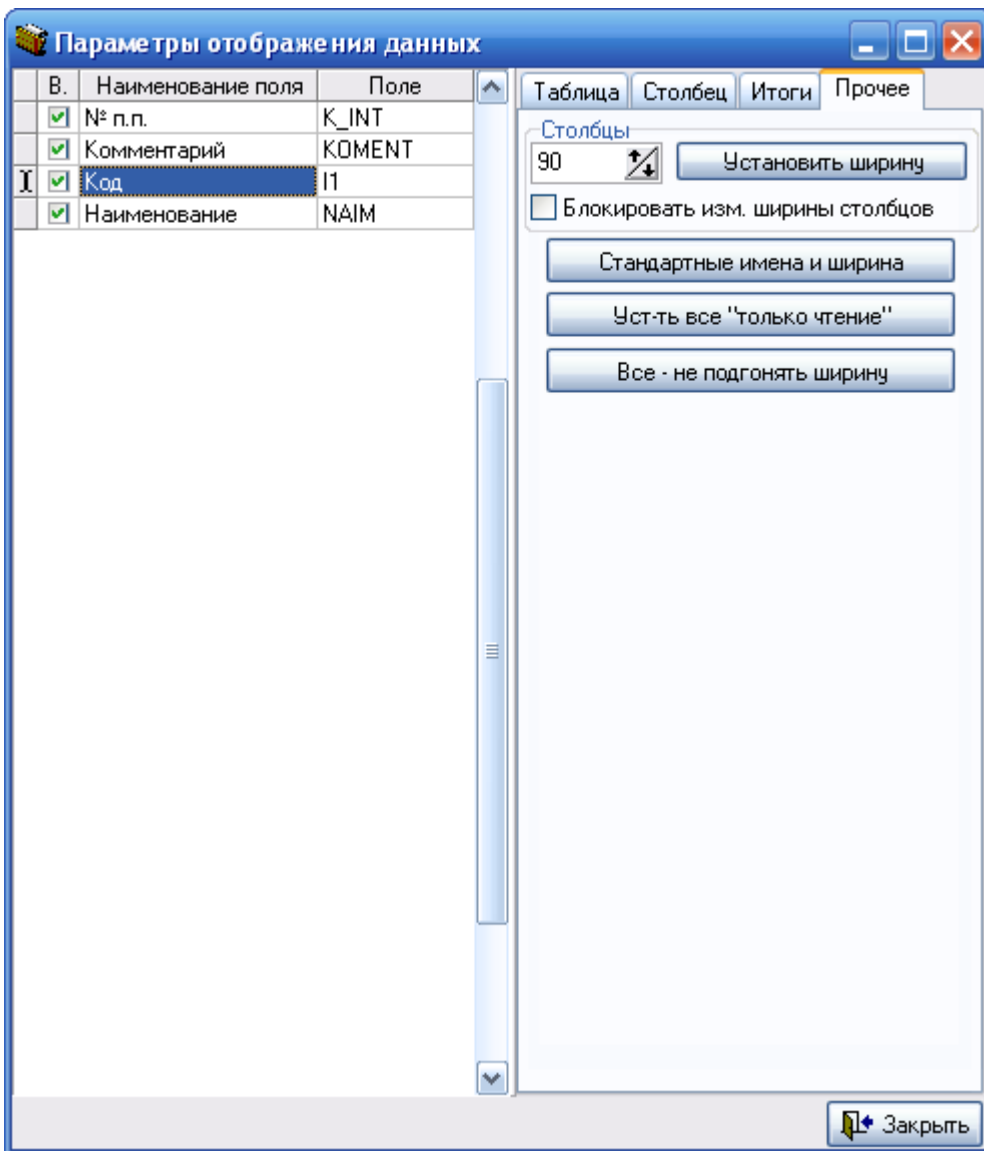 Параметры отображения данных
В. Наименование поля Поле
№ п.п. K_INT
Комментарий KOMENT
Код I1
Наименование NAIM
Таблица Столбец Итоги Прочее
Столбцы
90 Установить ширину
Блокировать изм. ширины столбцов
Стандартные имена и ширина
Уст-ть все "только чтение"
Все - не подгонять ширину
Закрыть